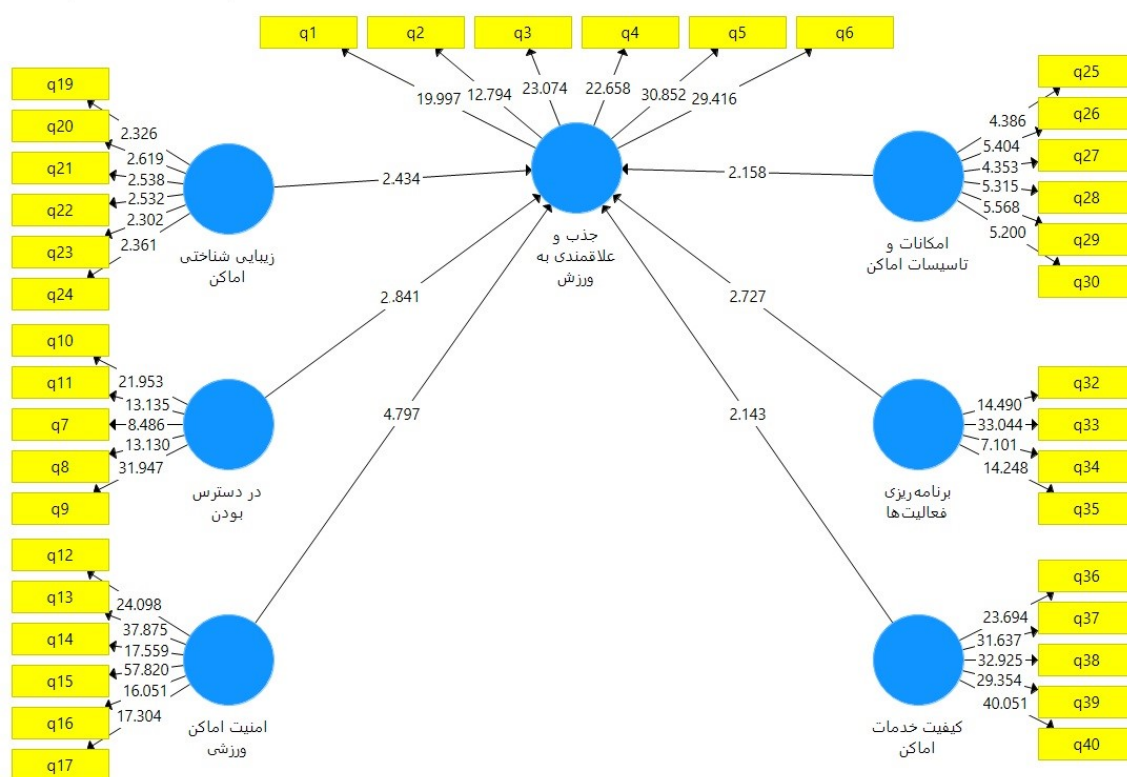 q1
q2
q3
q4
q5
q6
19.997
12.794
23.074
22.658
30.852
29.416
q19
q20
q21
q22
q23
q24
2.326
2.619
2.538
2.532
2.302
2.361
زیبایی شناختی
اماکن
2.434
جذب و
علاقمندی به
ورزش
2.158
q25
q26
q27
q28
q29
q30
4.386
5.404
4.353
5.315
5.568
5.200
امکانات و
تاسیسات اماکن
q10
q11
q7
q8
q9
21.953
13.135
8.486
13.130
31.947
در دسترس
بودن
2.841
2.727
q32
q33
q34
q35
14.490
33.044
7.101
14.248
برنامه‌ریزی
فعالیت‌ها
q12
q13
q14
q15
q16
q17
24.098
37.875
17.559
57.820
16.051
17.304
امنیت اماکن
ورزشی
4.797
2.143
q36
q37
q38
q39
q40
23.694
31.637
32.925
29.354
40.051
کیفیت خدمات
اماکن